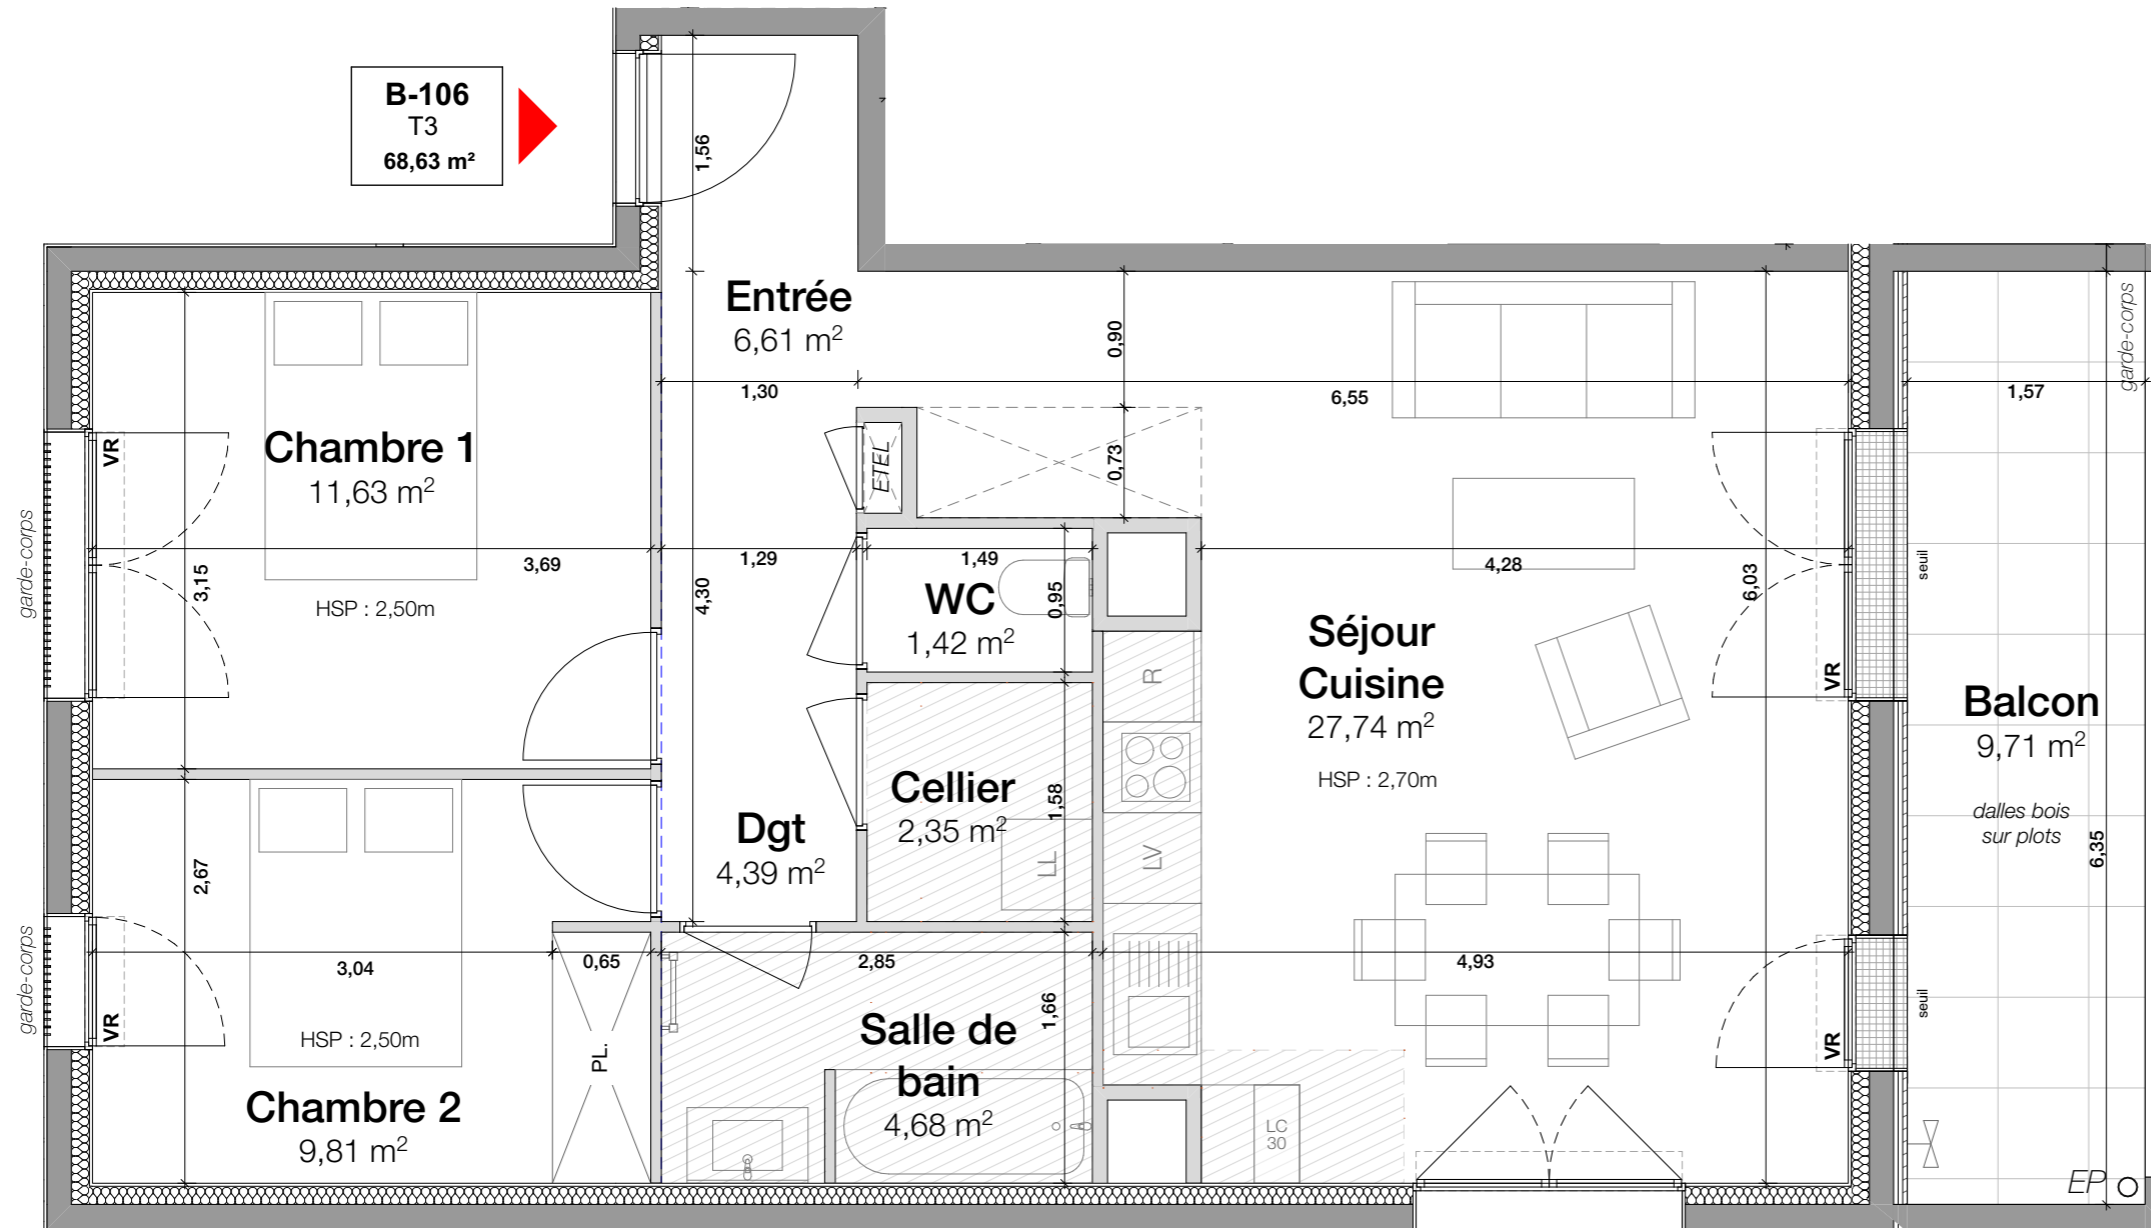 B-106
T3
68,63 m²
1,56
Entrée
6,61 m²
0,90
1,30
6,55
1,57
garde-corps
Chambre 1
11,63 m²
VR
ETEL
0,73
garde-corps
3,69
3,15
HSP : 2,50m
1,29
4,30
1,49
WC
1,42 m²
0,95
4,28
6,03
seuil
Séjour
Cuisine
27,74 m²
HSP : 2,70m
R
VR
Balcon
9,71 m²
dalles bois
sur plots
6,35
Cellier
2,35 m²
1,58
LL
LV
Dgt
4,39 m²
2,67
garde-corps
3,04
0,65
2,85
4,93
VR
HSP : 2,50m
PL.
Chambre 2
9,81 m²
Salle de
bain
4,68 m²
1,66
LC
30
VR
seuil
EP